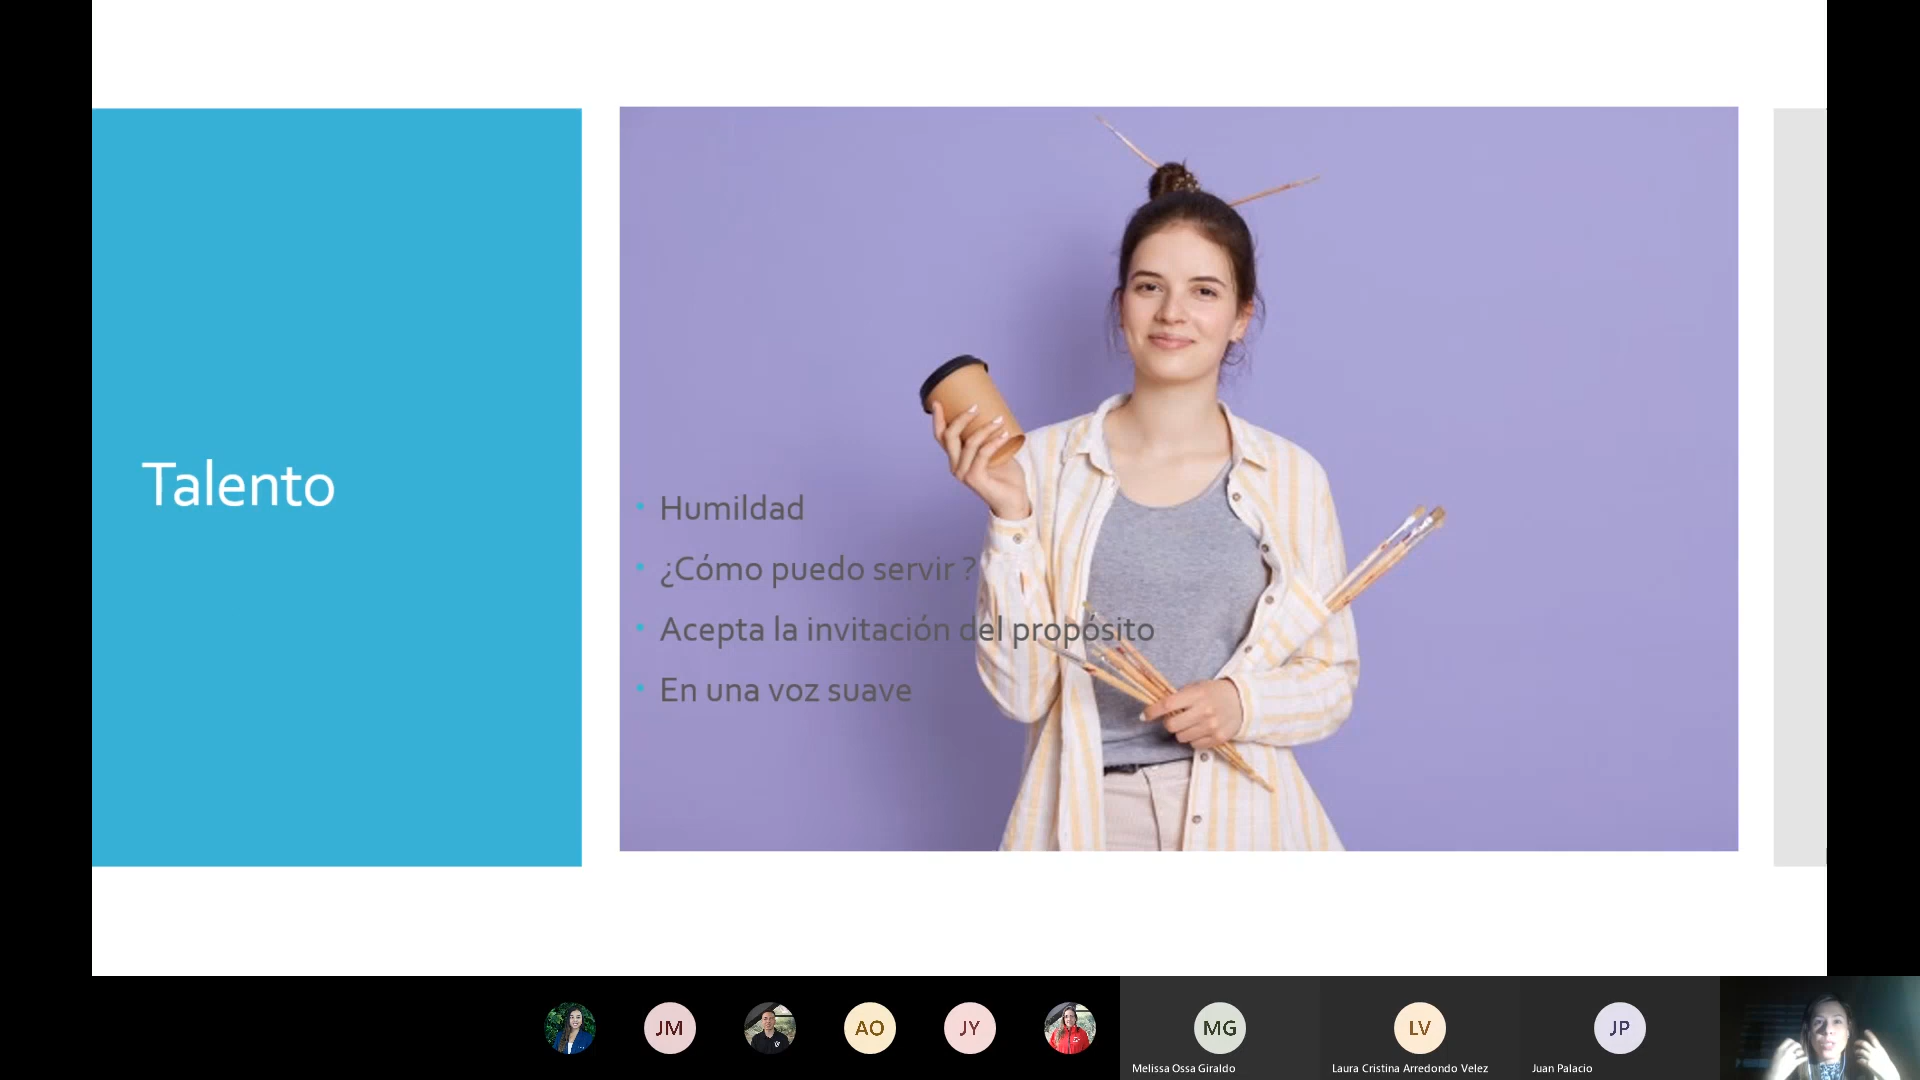 Talento
• Humildad
• ¿Cómo puedo servir ?
• Acepta la invitación del propósito
• En una voz suave
JM
AO
JY
MG
LV
JP
Melissa Ossa Giraldo
Laura Cristina Arredondo Velez
Juan Palacio